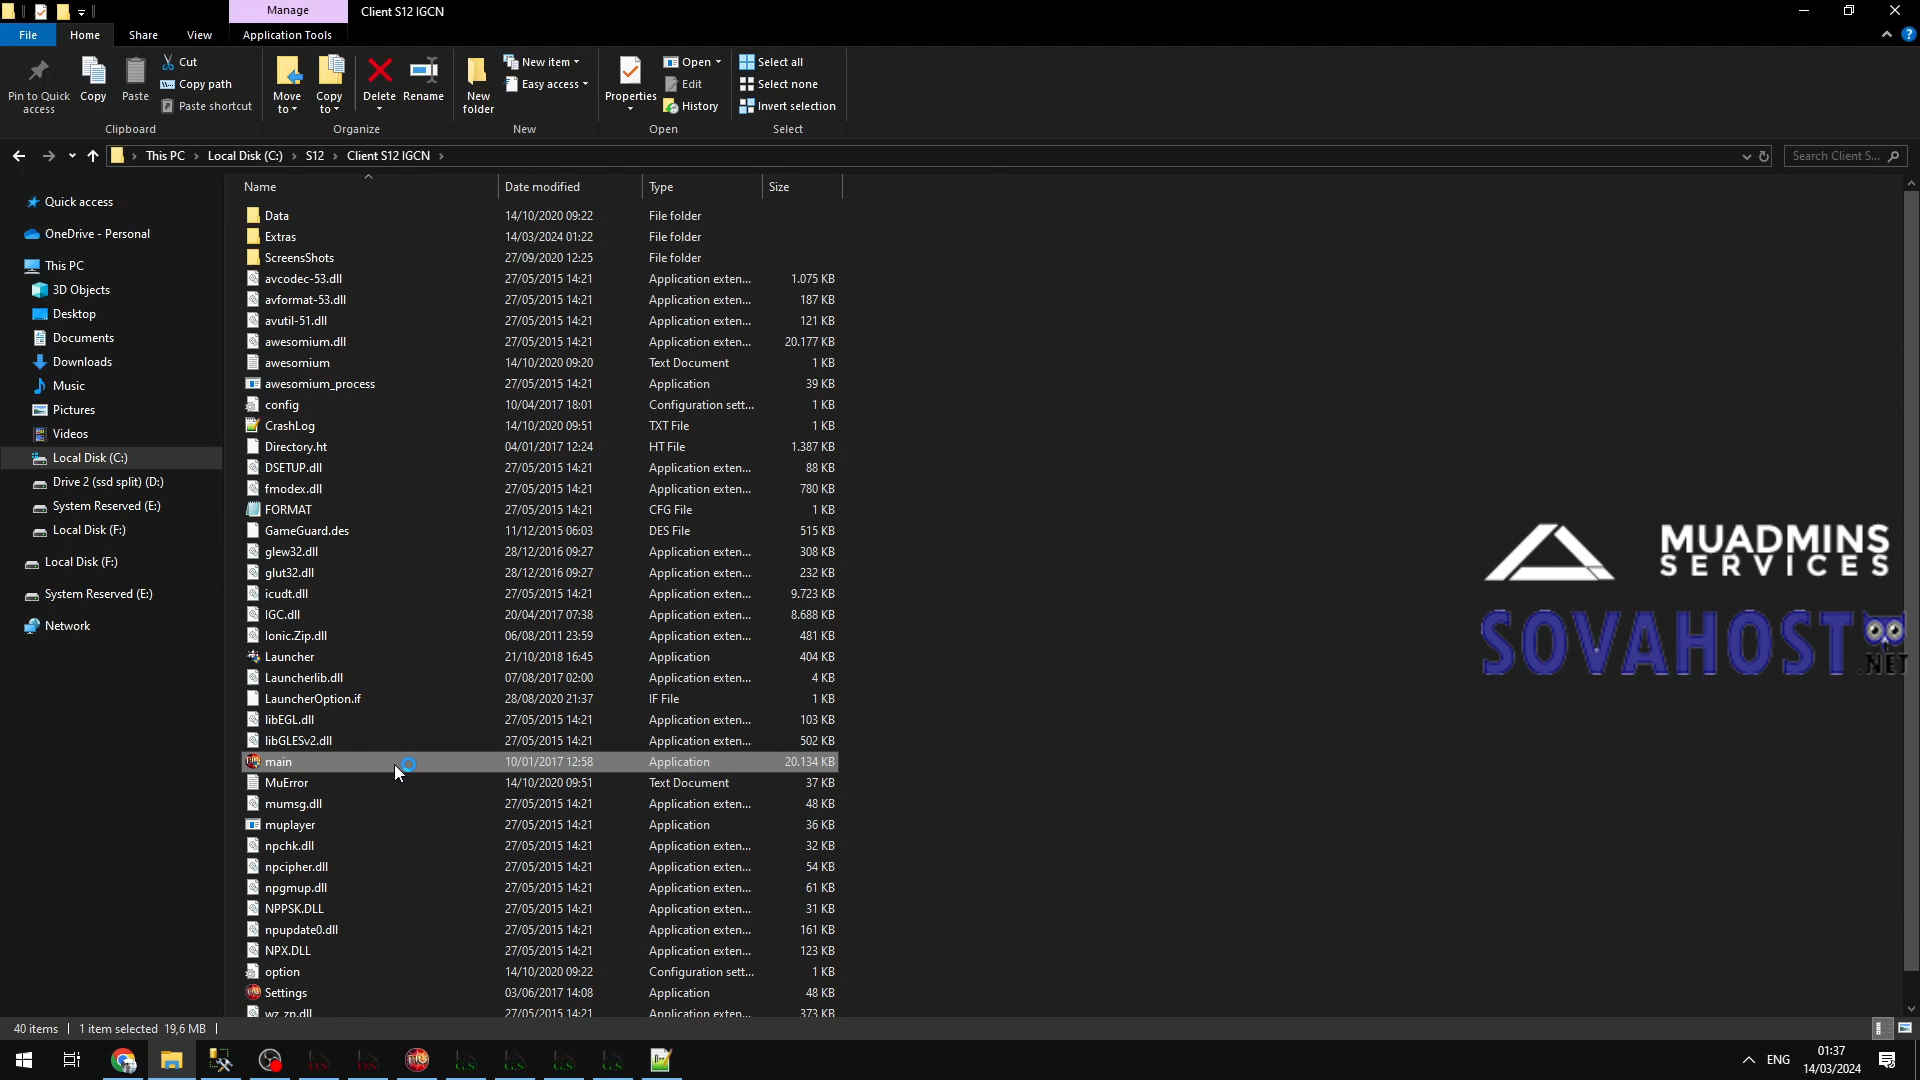 Manage
Client S12 IGCN
File
Home
Share
View
Application Tools
Pin to Quick access
Copy
Paste
Cut
Copy path
Paste shortcut
Clipboard
Move to
Copy to
Delete
Rename
Organize
New folder
New item
Easy access
New
Properties
Open
Edit
History
Open
Select all
Select none
Invert selection
Select
This PC
Local Disk (C:)
S12
Client S12 IGCN
Search Client S...
Quick access
OneDrive - Personal
This PC
3D Objects
Desktop
Documents
Downloads
Music
Pictures
Videos
Local Disk (C:)
Drive 2 (ssd split) (D:)
System Reserved (E:)
Local Disk (F:)
Local Disk (F:)
System Reserved (E:)
Network
Name Date modified Type Size
Data 14/10/2020 09:22 File folder
Extras 14/03/2024 01:22 File folder
ScreensShots 27/09/2020 12:25 File folder
avcodec-53.dll 27/05/2015 14:21 Application exten... 1.075 KB
avformat-53.dll 27/05/2015 14:21 Application exten... 187 KB
avutil-51.dll 27/05/2015 14:21 Application exten... 121 KB
awesomium.dll 27/05/2015 14:21 Application exten... 20.177 KB
awesomium 14/10/2020 09:20 Text Document 1 KB
awesomium_process 27/05/2015 14:21 Application 39 KB
config 10/04/2017 18:01 Configuration sett... 1 KB
CrashLog 14/10/2020 09:51 TXT File 1 KB
Directory.ht 04/01/2017 12:24 HT File 1.387 KB
DSETUP.dll 27/05/2015 14:21 Application exten... 88 KB
fmodex.dll 27/05/2015 14:21 Application exten... 780 KB
FORMAT 27/05/2015 14:21 CFG File 1 KB
GameGuard.des 11/12/2015 06:03 DES File 515 KB
glew32.dll 28/12/2016 09:27 Application exten... 308 KB
glut32.dll 28/12/2016 09:27 Application exten... 232 KB
icudt.dll 27/05/2015 14:21 Application exten... 9.723 KB
IGC.dll 20/04/2017 07:38 Application exten... 8.688 KB
Ionic.Zip.dll 06/08/2011 23:59 Application exten... 481 KB
Launcher 21/10/2018 16:45 Application 404 KB
Launcherlib.dll 07/08/2017 02:00 Application exten... 4 KB
LauncherOption.if 28/08/2020 21:37 IF File 1 KB
libEGL.dll 27/05/2015 14:21 Application exten... 103 KB
libGLESv2.dll 27/05/2015 14:21 Application exten... 502 KB
main 10/01/2017 12:58 Application 20.134 KB
MuError 14/10/2020 09:51 Text Document 37 KB
mumsg.dll 27/05/2015 14:21 Application exten... 48 KB
muplayer 27/05/2015 14:21 Application 36 KB
npchk.dll 27/05/2015 14:21 Application exten... 32 KB
npcipher.dll 27/05/2015 14:21 Application exten... 54 KB
npgmup.dll 27/05/2015 14:21 Application exten... 61 KB
NPPSK.DLL 27/05/2015 14:21 Application exten... 31 KB
npupdate0.dll 27/05/2015 14:21 Application exten... 161 KB
NPX.DLL 27/05/2015 14:21 Application exten... 123 KB
option 14/10/2020 09:22 Configuration sett... 1 KB
Settings 03/06/2017 14:08 Application 48 KB
wz_zp.dll 27/05/2015 14:21 Application exten... 373 KB
MUADMINS
SERVICES
SOVAHOST
.NET
40 items
1 item selected 19,6 MB
ENG
01:37
14/03/2024